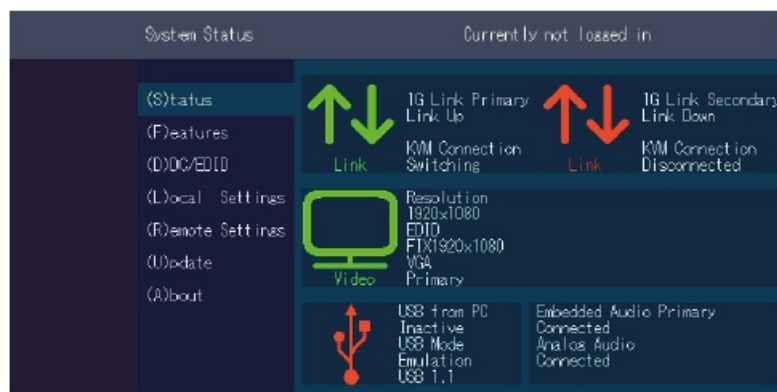 System Status
Currently not logged in
(S)tatus
(F)eatures
(D)DC/EDID
(L)ocal Settings
(R)emote Settings
(U)pdate
(A)bout
1G Link Primary
Link Up
KVM Connection
Switching
Link
1G Link Secondary
Link Down
KVM Connection
Disconnected
Link
Resolution
1920x1080
EDID
FIX1920x1080
VGA
Primary
Video
USB from PC
Inactive
USB Mode
Emulation
USB 1.1
Embedded Audio Primary
Connected
Analog Audio
Connected